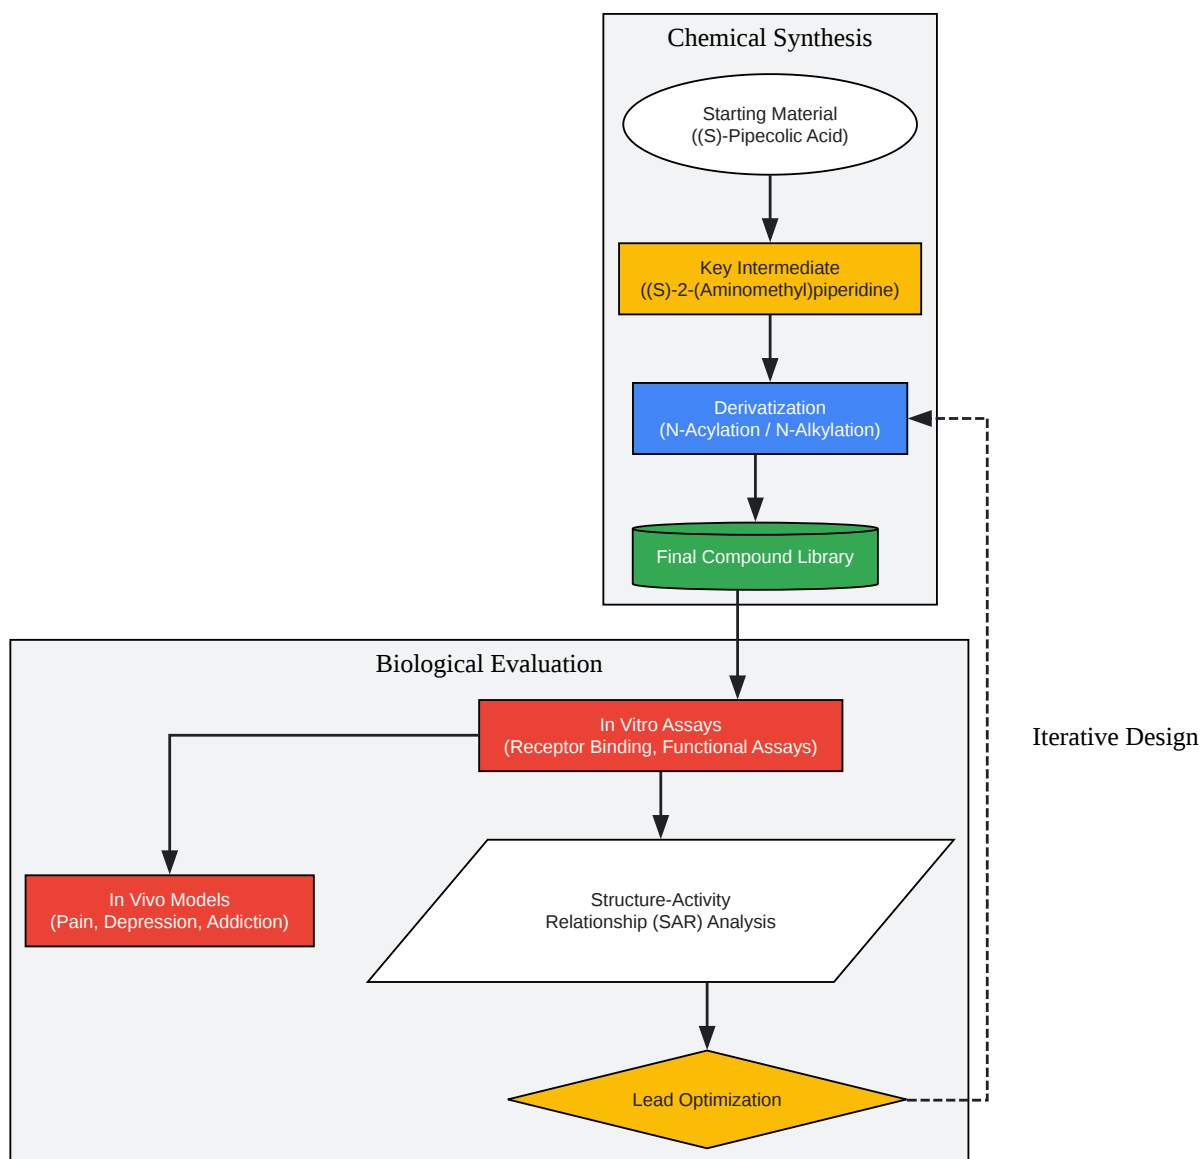 Chemical Synthesis
Starting Material
((S)-Pipecolic Acid)
Key Intermediate
((S)-2-(Aminomethyl)piperidine)
Derivatization
(N-Acylation / N-Alkylation)
Final Compound Library
Biological Evaluation
In Vitro Assays
(Receptor Binding, Functional Assays)
Iterative Design
In Vivo Models
(Pain, Depression, Addiction)
Structure-Activity
Relationship (SAR) Analysis
Lead Optimization